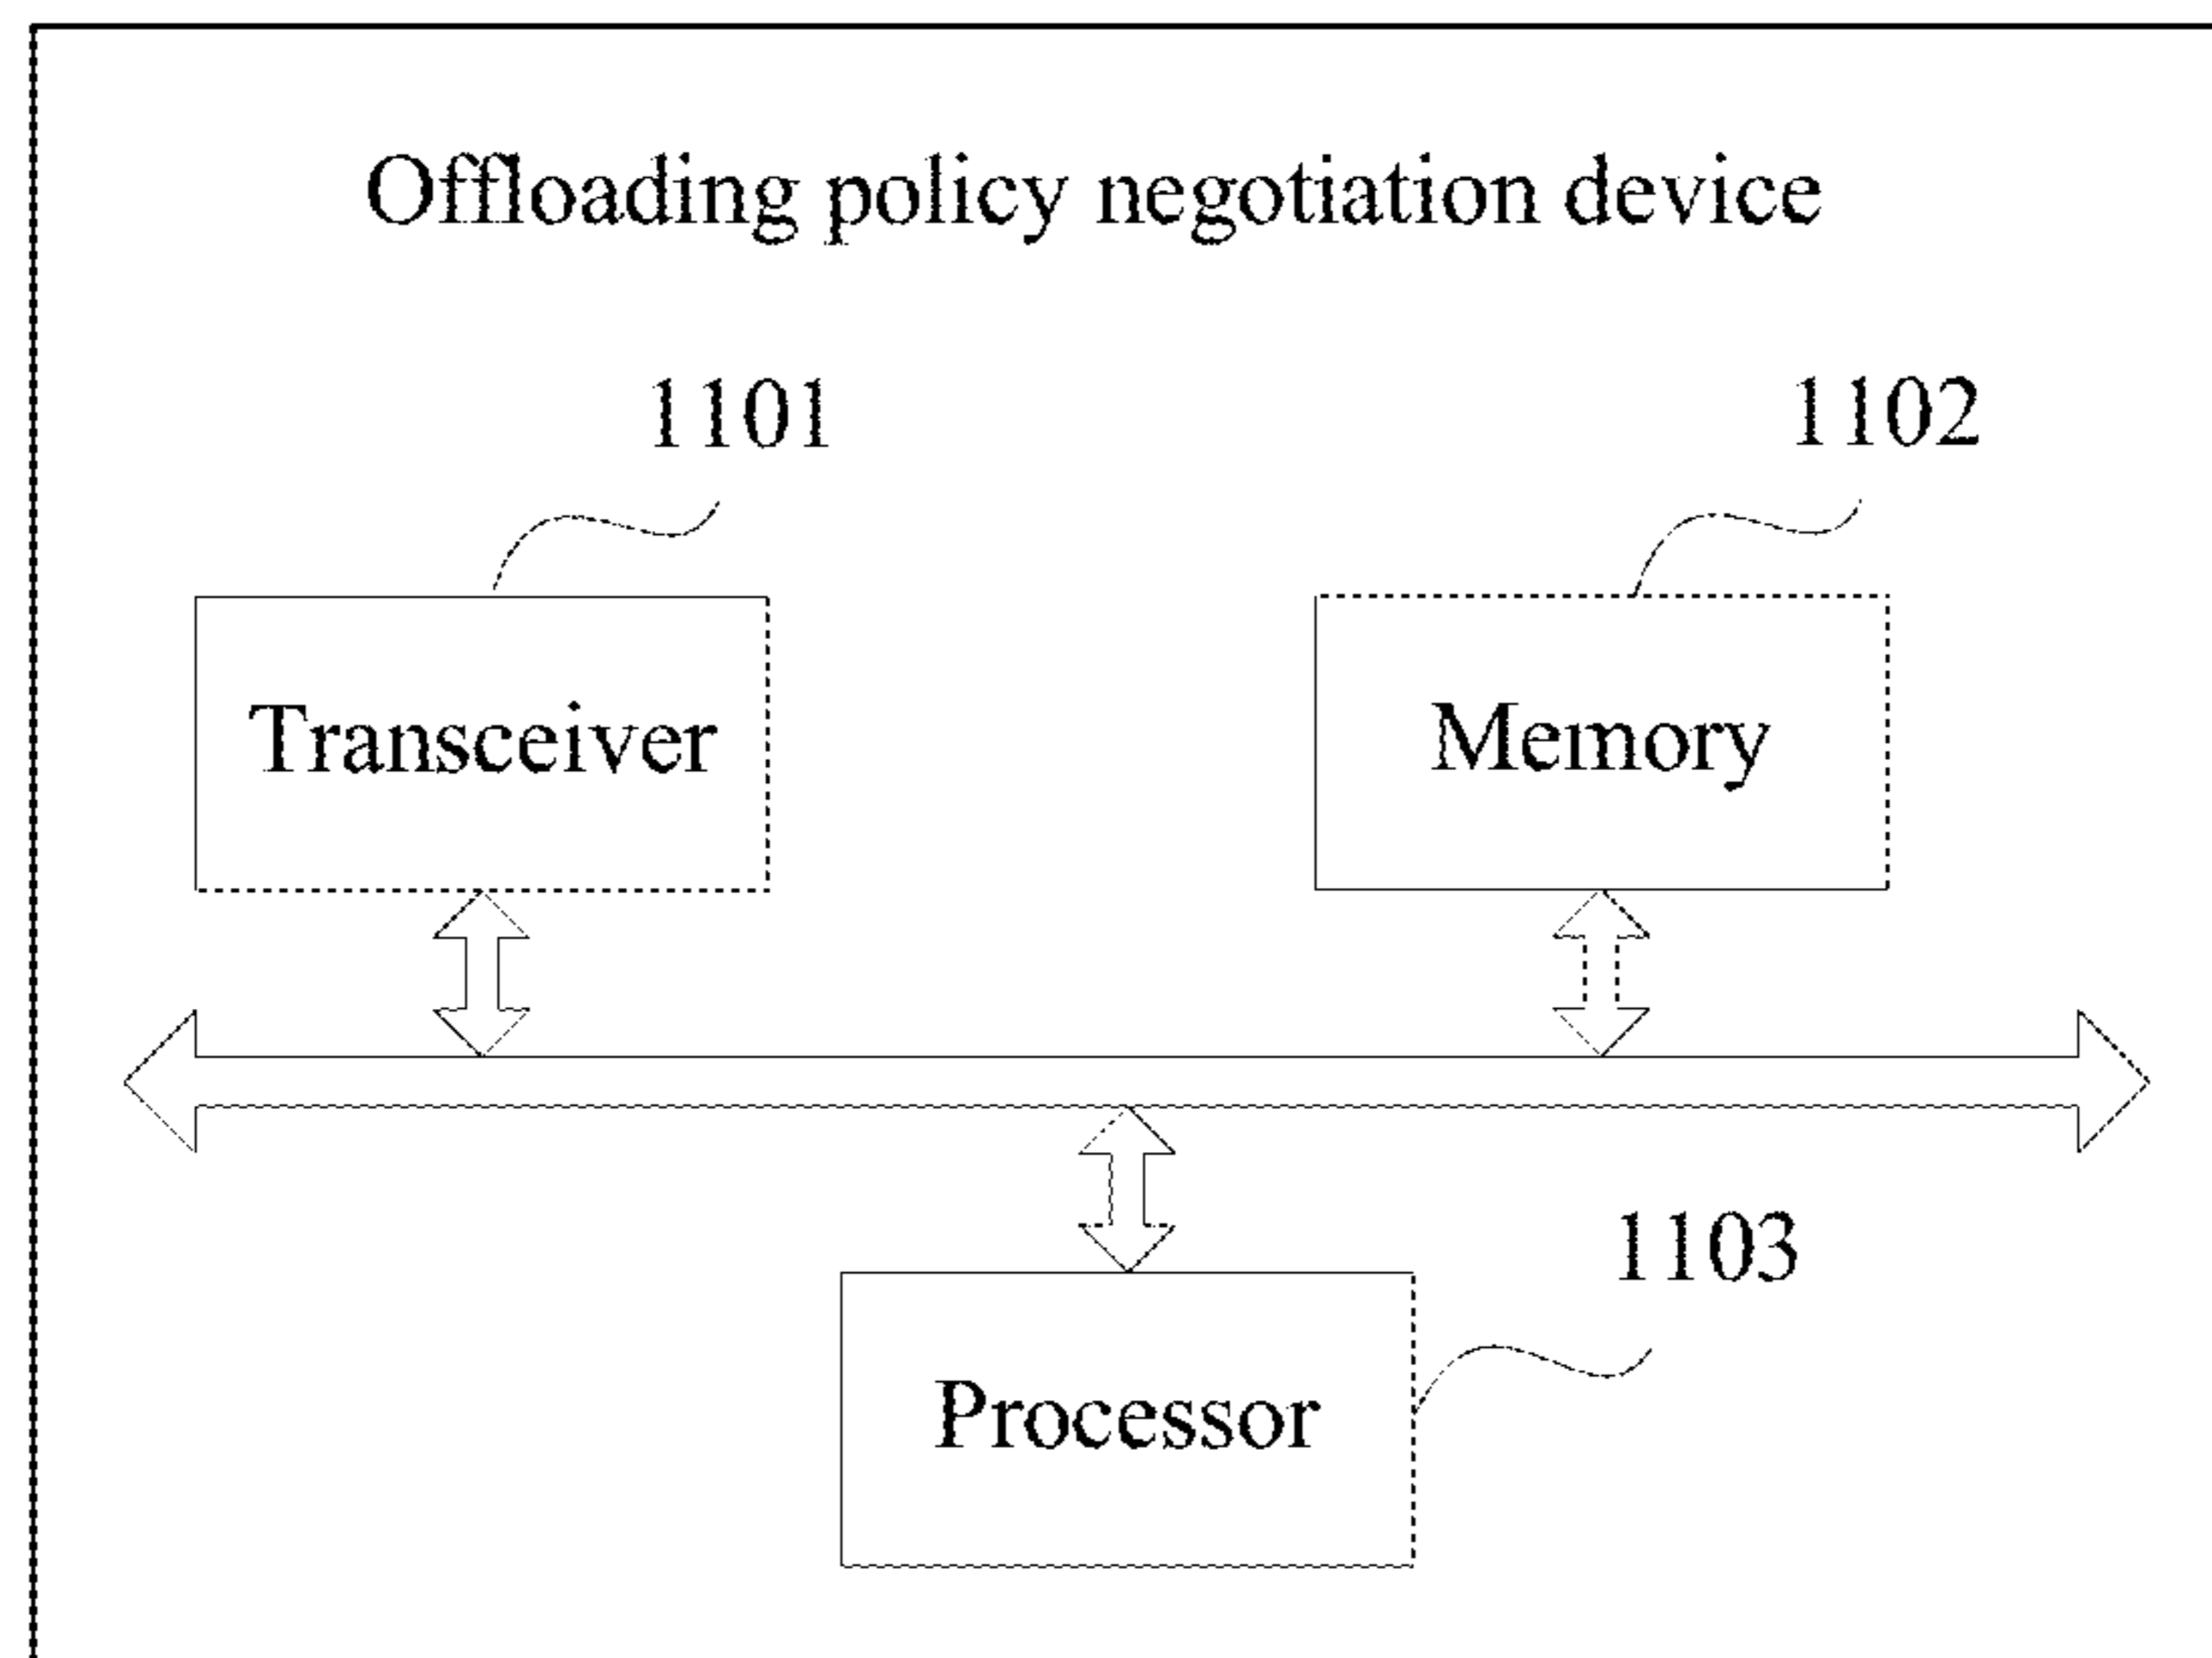 Offloading policy negotiation device
1101
1102
Transceiver
Memory
1103
Processor